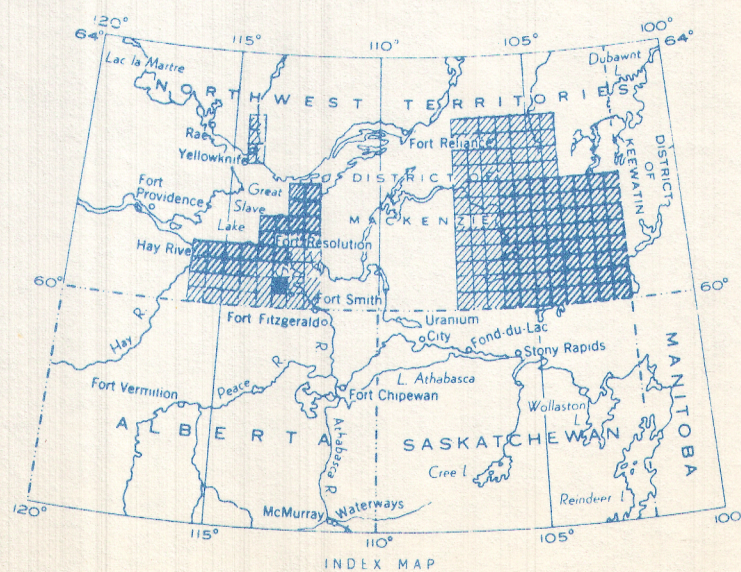 120°
115°
110°
105°
100°
64°
64°
Lac la Martre
Dubawnt
L
NORTHWEST TERRITORIES
Rae
Yellowknife
Fort Reliance
DISTRICT OF
MACKENZIE
DISTRICT
OF
KEEWATIN
Fort
Providence
Great
Slave
Lake
Fort Resolution
Hay River
60°
60°
Fort Smith
Fort Fitzgerald
Hay R.
R
Uranium
City
Fond-du-Lac
Stony Rapids
Fort Vermilion
Peace R.
L. Athabasca
Fort Chipewan
Wollaston
L
MANITOBA
ALBERTA
Athabasca R
SASKATCHEWAN
Cree L
Reindeer L
McMurray
Waterways
120°
115°
110°
105°
100
INDEX MAP